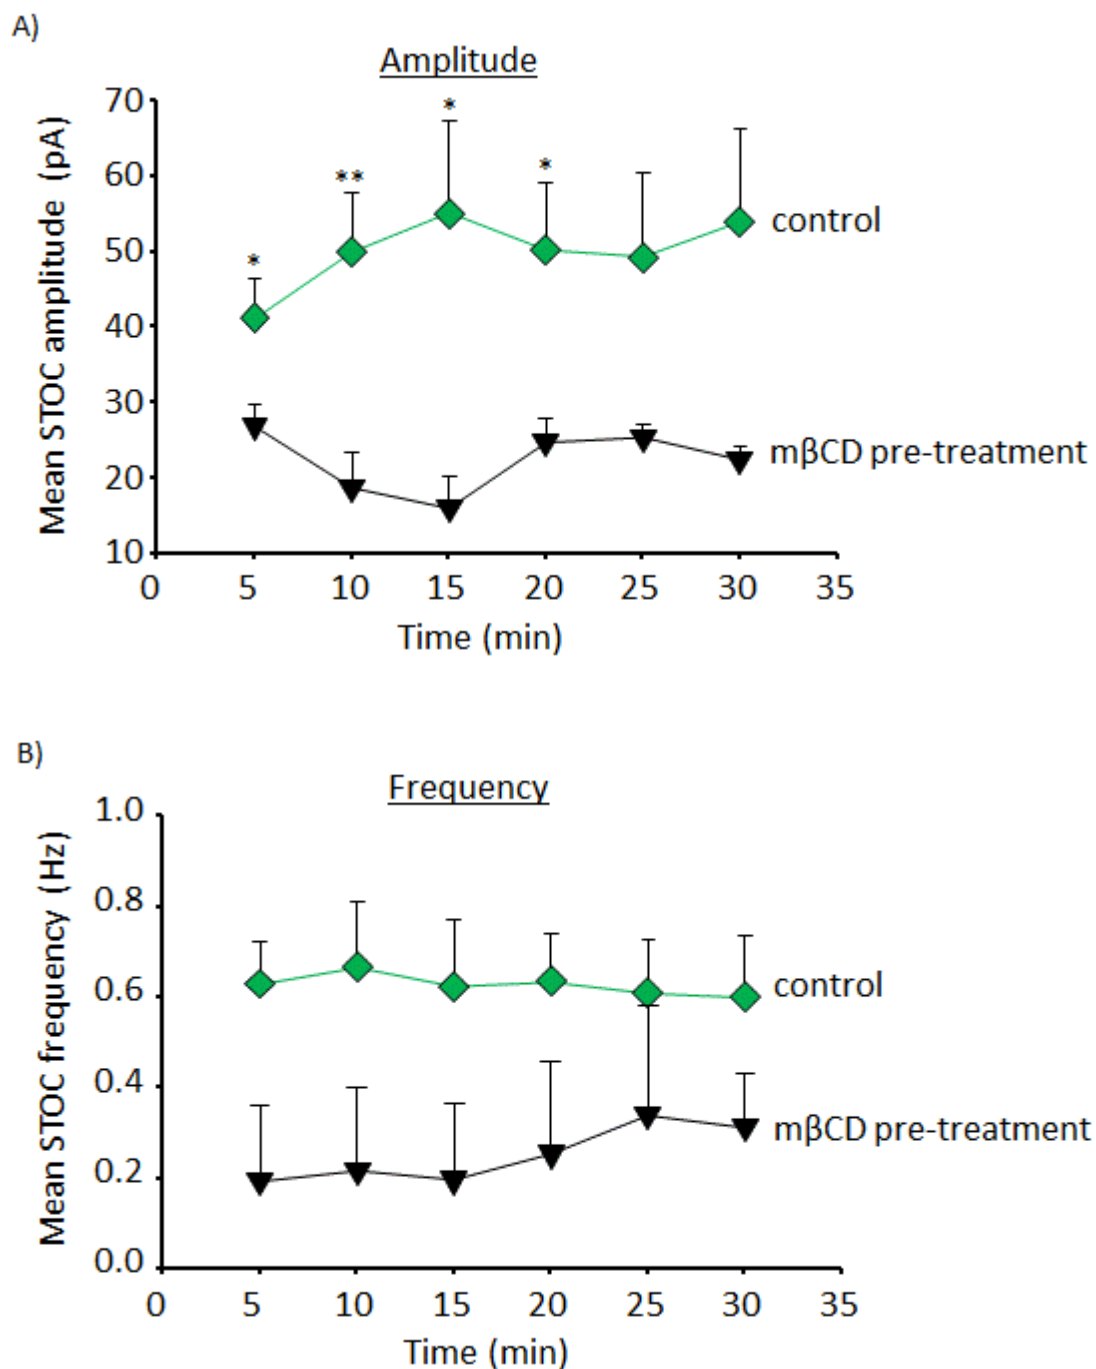 A)
Amplitude
Mean STOC amplitude (pA)
70
60
50
40
30
20
10
*
**
*
*
control
mβCD pre-treatment
0 5 10 15 20 25 30 35
Time (min)
B)
Frequency
Mean STOC frequency (Hz)
1.0
0.8
0.6
0.4
0.2
0.0
control
mβCD pre-treatment
0 5 10 15 20 25 30 35
Time (min)